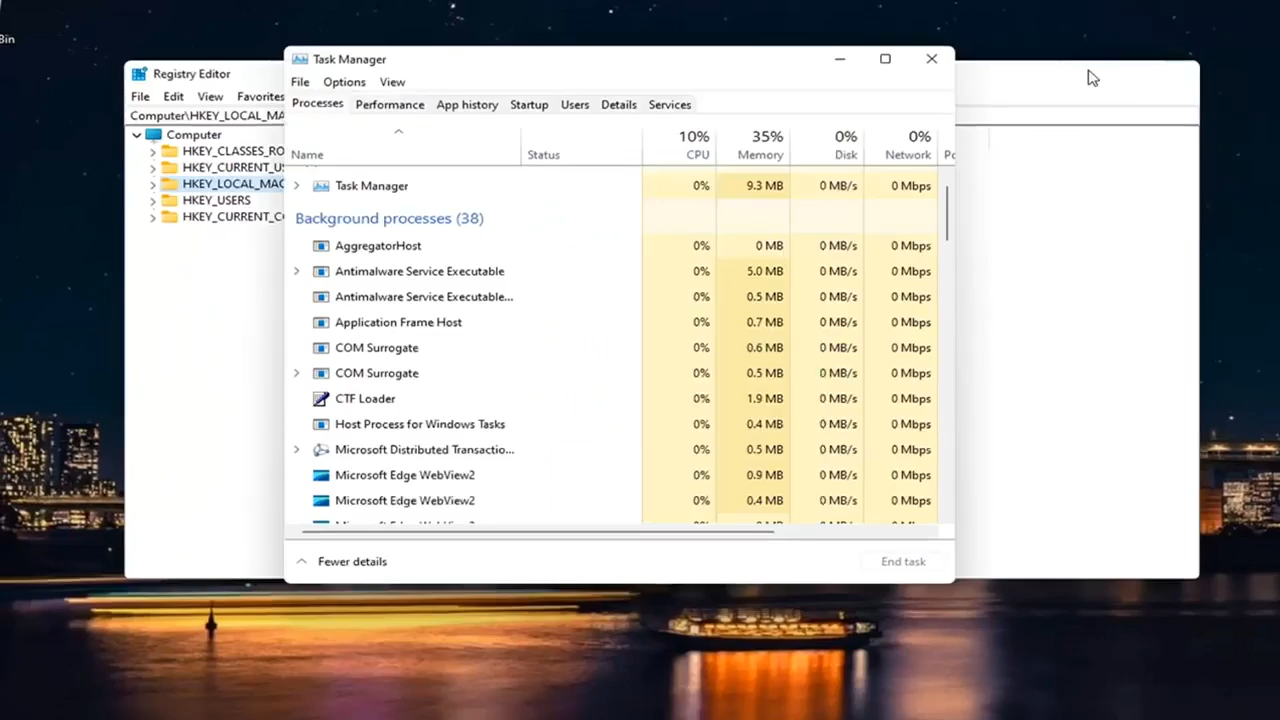 Bin
Registry Editor
File Edit View Favorites
Computer\HKEY_LOCAL_MA
Computer
HKEY_CLASSES_RO
HKEY_CURRENT_US
HKEY_LOCAL_MAC
HKEY_USERS
HKEY_CURRENT_CO
Task Manager
File Options View
Processes Performance App history Startup Users Details Services
10% 35% 0% 0%
Name Status CPU Memory Disk Network Po
Task Manager 0% 9.3 MB 0 MB/s 0 Mbps
Background processes (38)
AggregatorHost 0% 0 MB 0 MB/s 0 Mbps
Antimalware Service Executable 0% 5.0 MB 0 MB/s 0 Mbps
Antimalware Service Executable... 0% 0.5 MB 0 MB/s 0 Mbps
Application Frame Host 0% 0.7 MB 0 MB/s 0 Mbps
COM Surrogate 0% 0.6 MB 0 MB/s 0 Mbps
COM Surrogate 0% 0.5 MB 0 MB/s 0 Mbps
CTF Loader 0% 1.9 MB 0 MB/s 0 Mbps
Host Process for Windows Tasks 0% 0.4 MB 0 MB/s 0 Mbps
Microsoft Distributed Transactio... 0% 0.5 MB 0 MB/s 0 Mbps
Microsoft Edge WebView2 0% 0.9 MB 0 MB/s 0 Mbps
Microsoft Edge WebView2 0% 0.4 MB 0 MB/s 0 Mbps
Fewer details End task